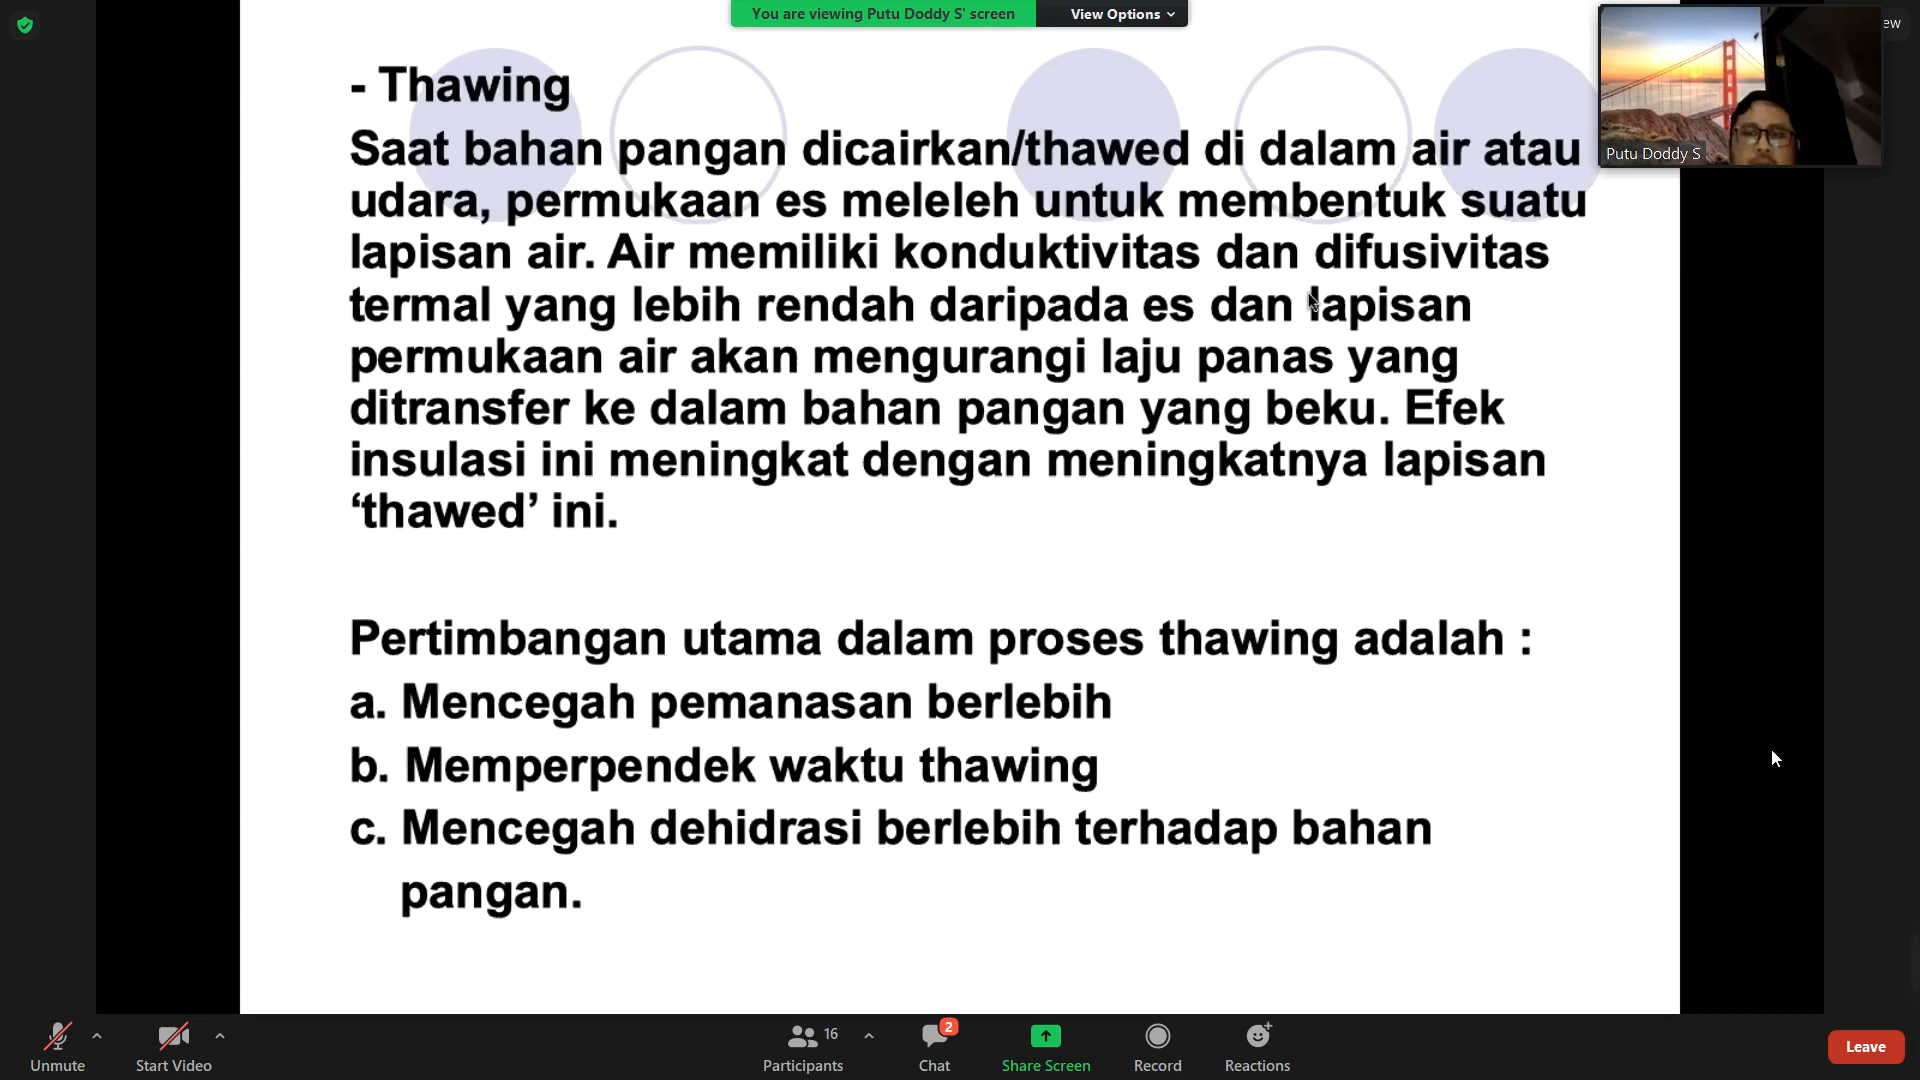 You are viewing Putu Doddy S' screen
View Options
ew
- Thawing
Saat bahan pangan dicairkan/thawed di dalam air atau
udara, permukaan es meleleh untuk membentuk suatu
lapisan air. Air memiliki konduktivitas dan difusivitas
termal yang lebih rendah daripada es dan lapisan
permukaan air akan mengurangi laju panas yang
ditransfer ke dalam bahan pangan yang beku. Efek
insulasi ini meningkat dengan meningkatnya lapisan
‘thawed’ ini.
Pertimbangan utama dalam proses thawing adalah :
a. Mencegah pemanasan berlebih
b. Memperpendek waktu thawing
c. Mencegah dehidrasi berlebih terhadap bahan
pangan.
Putu Doddy S
Unmute
Start Video
16
Participants
2
Chat
Share Screen
Record
Reactions
Leave